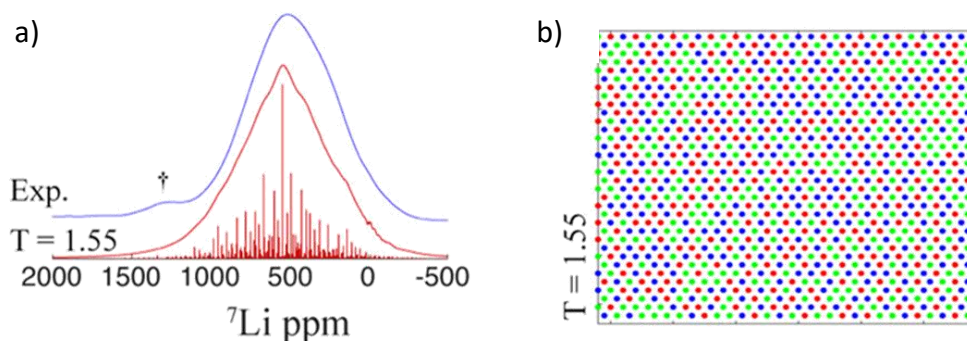 a)
†
Exp.
T = 1.55
2000 1500 1000 500 0 -500
⁷Li ppm
b)
T = 1.55